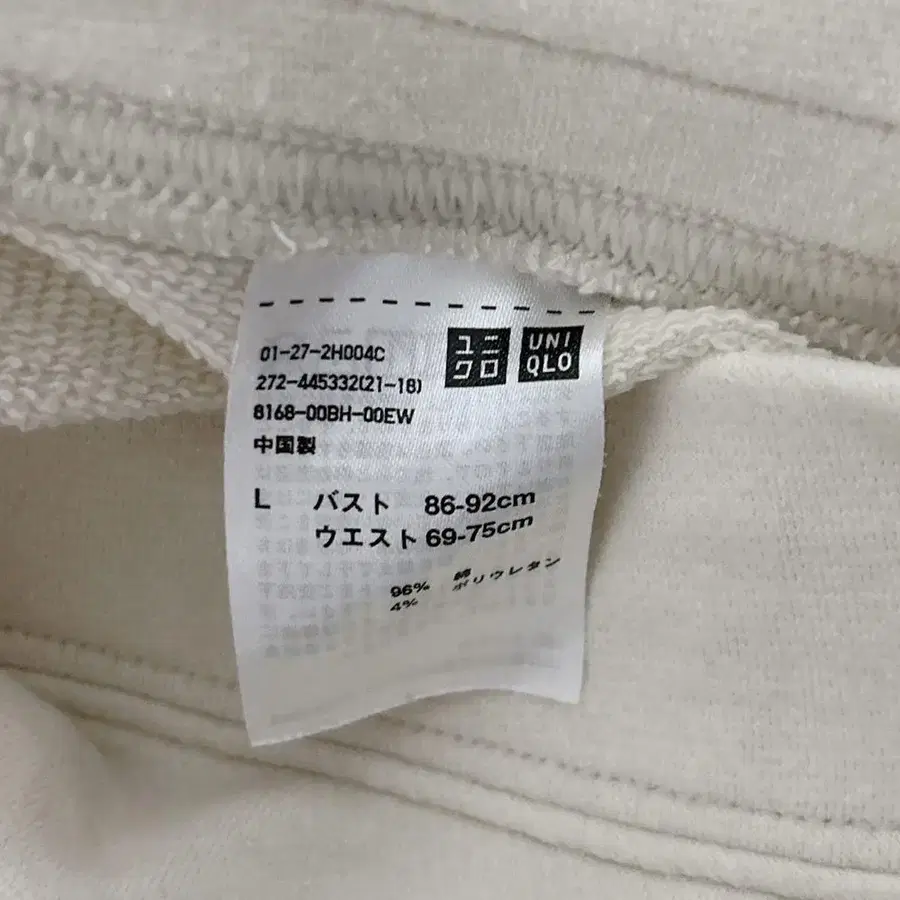 ユニクロ
UNIQLO
01-27-2H004C
272-445332(21-18)
8168-00BH-00EW
中国製
L バスト 86-92cm
ウエスト 69-75cm
96% 綿
4% ポリウレタン